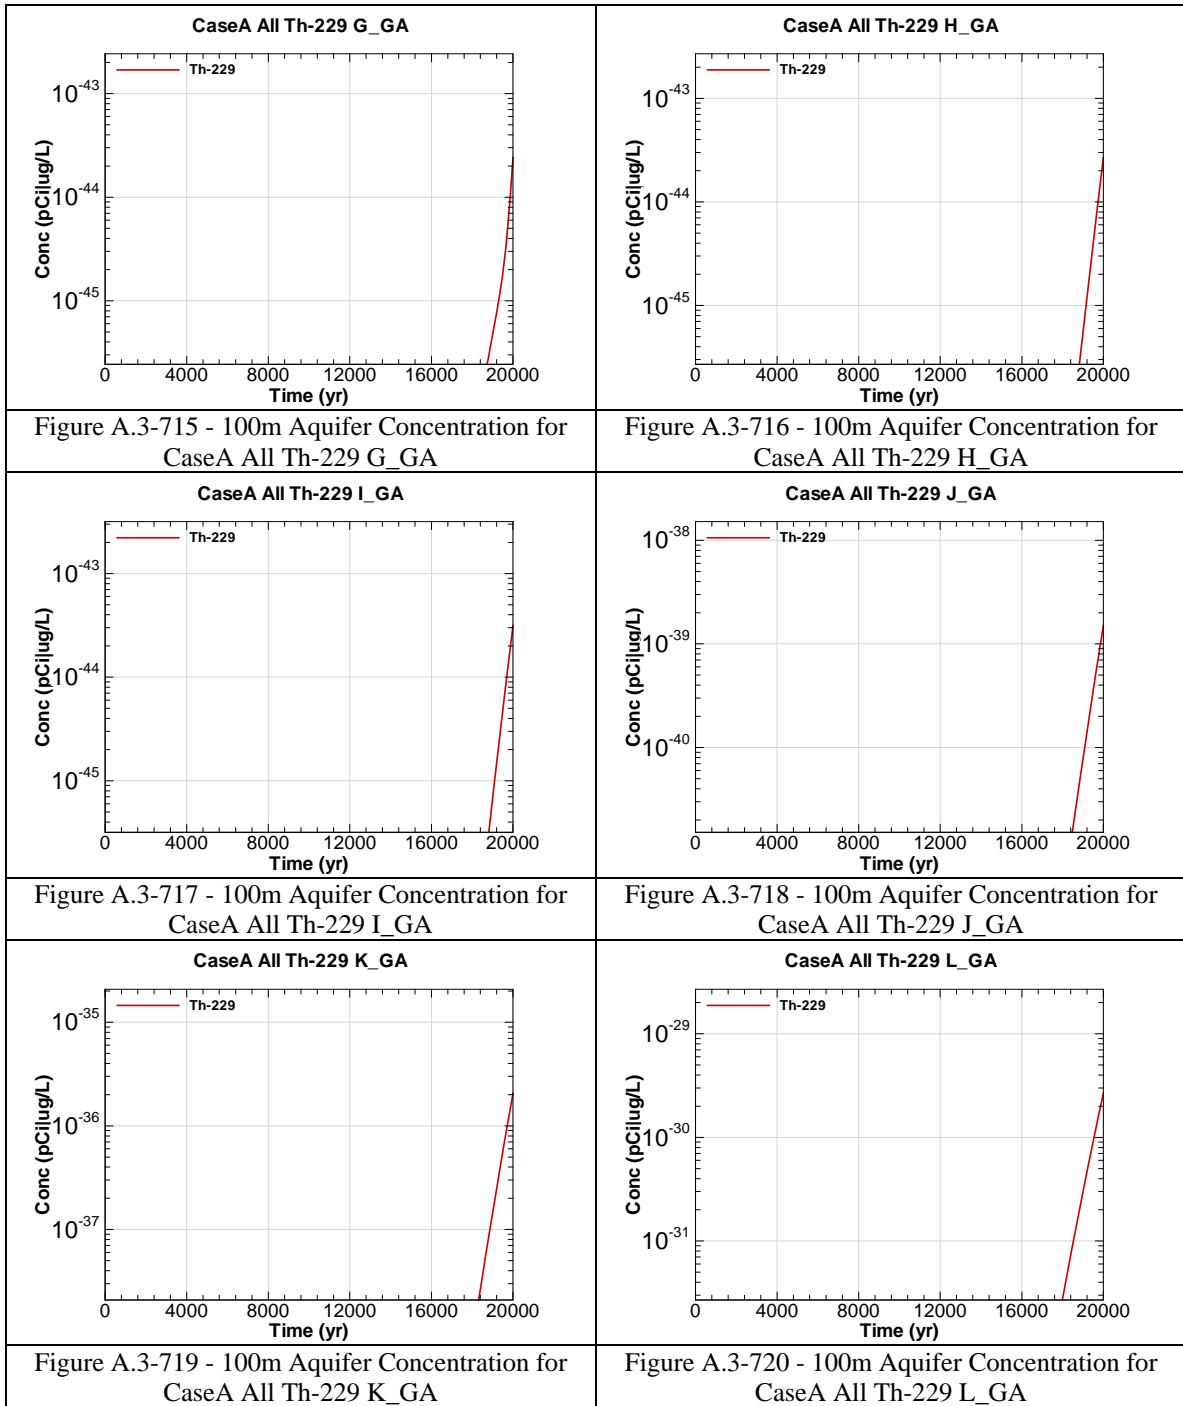 CaseA All Th-229 G_GA
Th-229
10-43
10-44
10-45
Conc (pCi|ug/L)
0 4000 8000 12000 16000 20000
Time (yr)
Figure A.3-715 - 100m Aquifer Concentration for
CaseA All Th-229 G_GA
CaseA All Th-229 H_GA
Th-229
10-43
10-44
10-45
Conc (pCi|ug/L)
0 4000 8000 12000 16000 20000
Time (yr)
Figure A.3-716 - 100m Aquifer Concentration for
CaseA All Th-229 H_GA
CaseA All Th-229 I_GA
Th-229
10-43
10-44
10-45
Conc (pCi|ug/L)
0 4000 8000 12000 16000 20000
Time (yr)
Figure A.3-717 - 100m Aquifer Concentration for
CaseA All Th-229 I_GA
CaseA All Th-229 J_GA
Th-229
10-38
10-39
10-40
Conc (pCi|ug/L)
0 4000 8000 12000 16000 20000
Time (yr)
Figure A.3-718 - 100m Aquifer Concentration for
CaseA All Th-229 J_GA
CaseA All Th-229 K_GA
Th-229
10-35
10-36
10-37
Conc (pCi|ug/L)
0 4000 8000 12000 16000 20000
Time (yr)
Figure A.3-719 - 100m Aquifer Concentration for
CaseA All Th-229 K_GA
CaseA All Th-229 L_GA
Th-229
10-29
10-30
10-31
Conc (pCi|ug/L)
0 4000 8000 12000 16000 20000
Time (yr)
Figure A.3-720 - 100m Aquifer Concentration for
CaseA All Th-229 L_GA